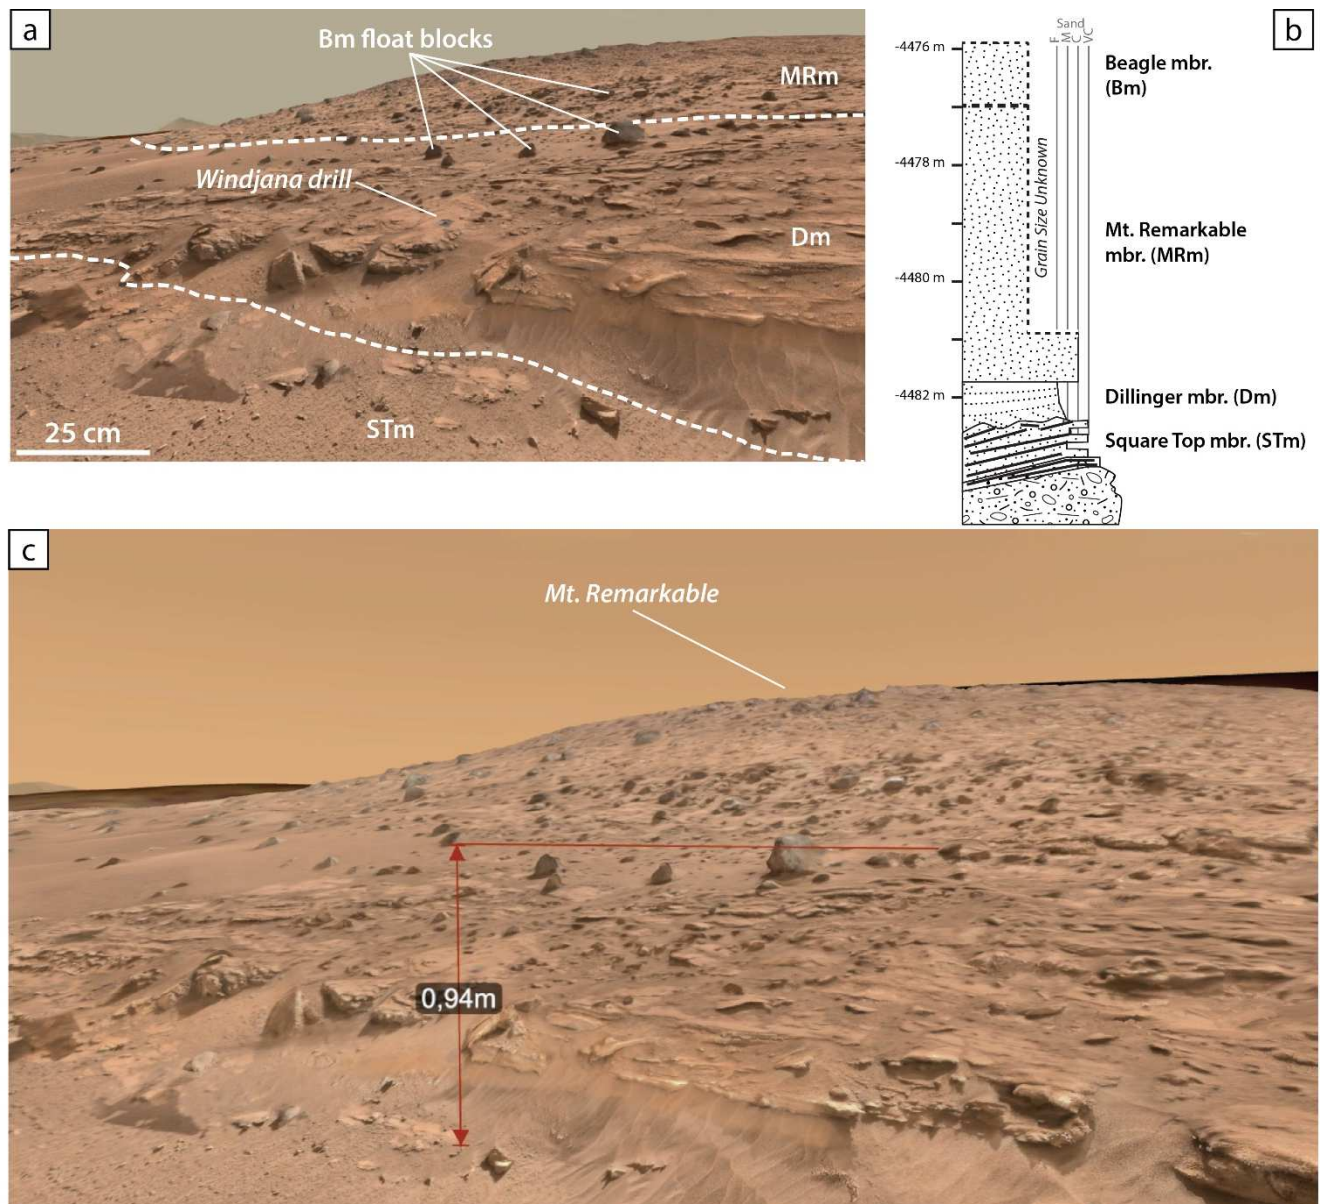 a
Bm float blocks
MRm
Windjana drill
Dm
STm
25 cm
b
Sand
F
M
C
VC
-4476 m
-4478 m
-4480 m
-4482 m
Grain Size Unknown
Beagle mbr.
(Bm)
Mt. Remarkable
mbr. (MRm)
Dillinger mbr. (Dm)
Square Top mbr. (STm)
c
Mt. Remarkable
0,94m